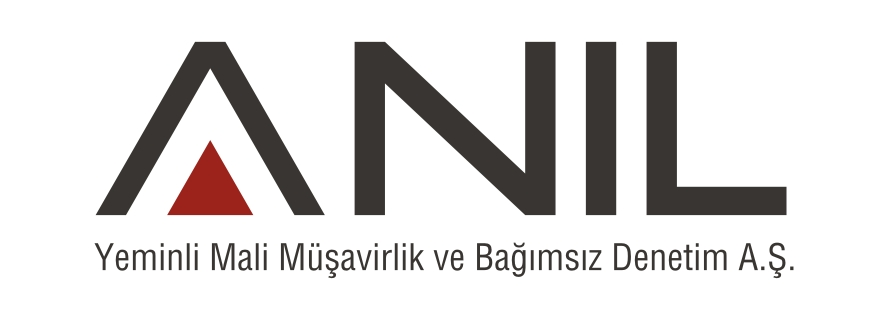 ANIL
Yeminli Mali Müşavirlik ve Bağımsız Denetim A.Ş.